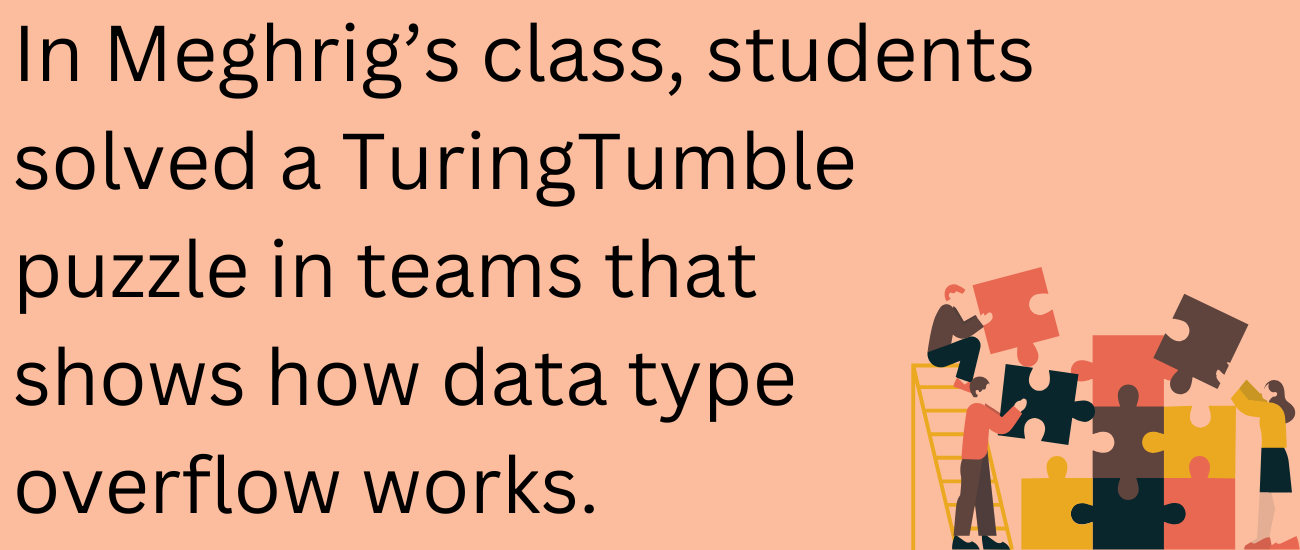 In Meghrig’s class, students
solved a TuringTumble
puzzle in teams that
shows how data type
overflow works.